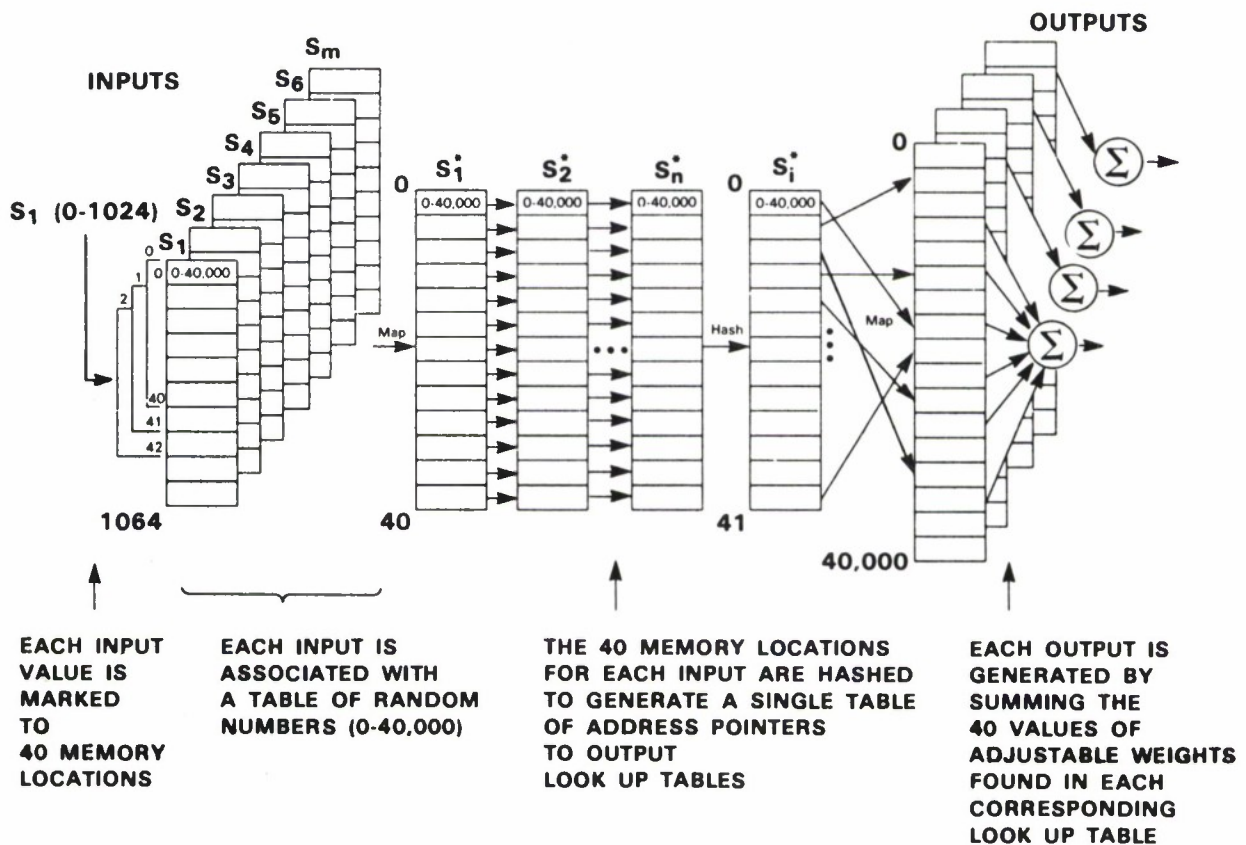 OUTPUTS
INPUTS
Sm
S6
S5
S4
S3
S2
S1
S1 (0-1024)
0
1
2
0
0-40,000
40
41
42
1064
Map
0
S1*
S2*
Sn*
0-40,000
0-40,000
0-40,000
•••
40
Hash
0
Si*
0-40,000
41
Map
0
40,000
Σ
Σ
Σ
Σ
EACH INPUT
VALUE IS
MARKED
TO
40 MEMORY
LOCATIONS
EACH INPUT IS
ASSOCIATED WITH
A TABLE OF RANDOM
NUMBERS (0-40,000)
THE 40 MEMORY LOCATIONS
FOR EACH INPUT ARE HASHED
TO GENERATE A SINGLE TABLE
OF ADDRESS POINTERS
TO OUTPUT
LOOK UP TABLES
EACH OUTPUT IS
GENERATED BY
SUMMING THE
40 VALUES OF
ADJUSTABLE WEIGHTS
FOUND IN EACH
CORRESPONDING
LOOK UP TABLE